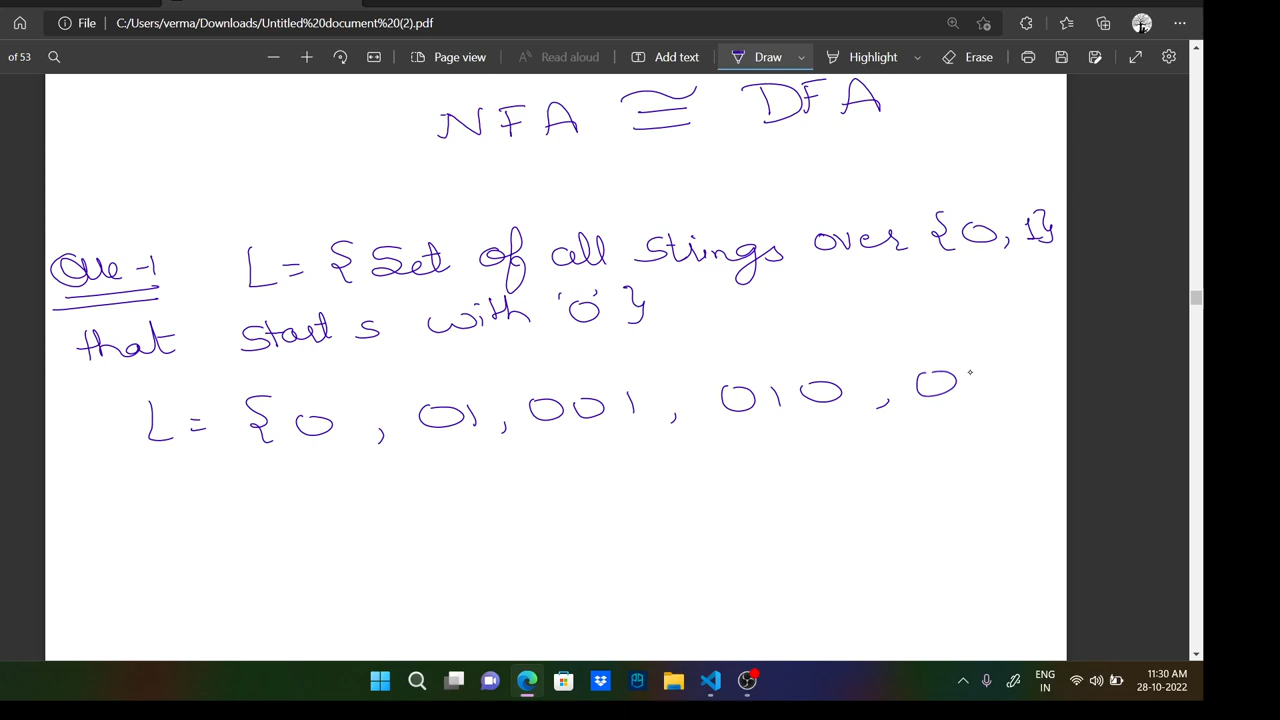 File C:/Users/verma/Downloads/Untitled%20document%20(2).pdf
of 53 Page view Read aloud Add text Draw Highlight Erase
NFA ≅ DFA
Que-1 L = { Set of all strings over {0, 1}
that starts with '0' }
L = { 0 , 01 , 001 , 010 , 0
ENG 11:30 AM
IN 28-10-2022